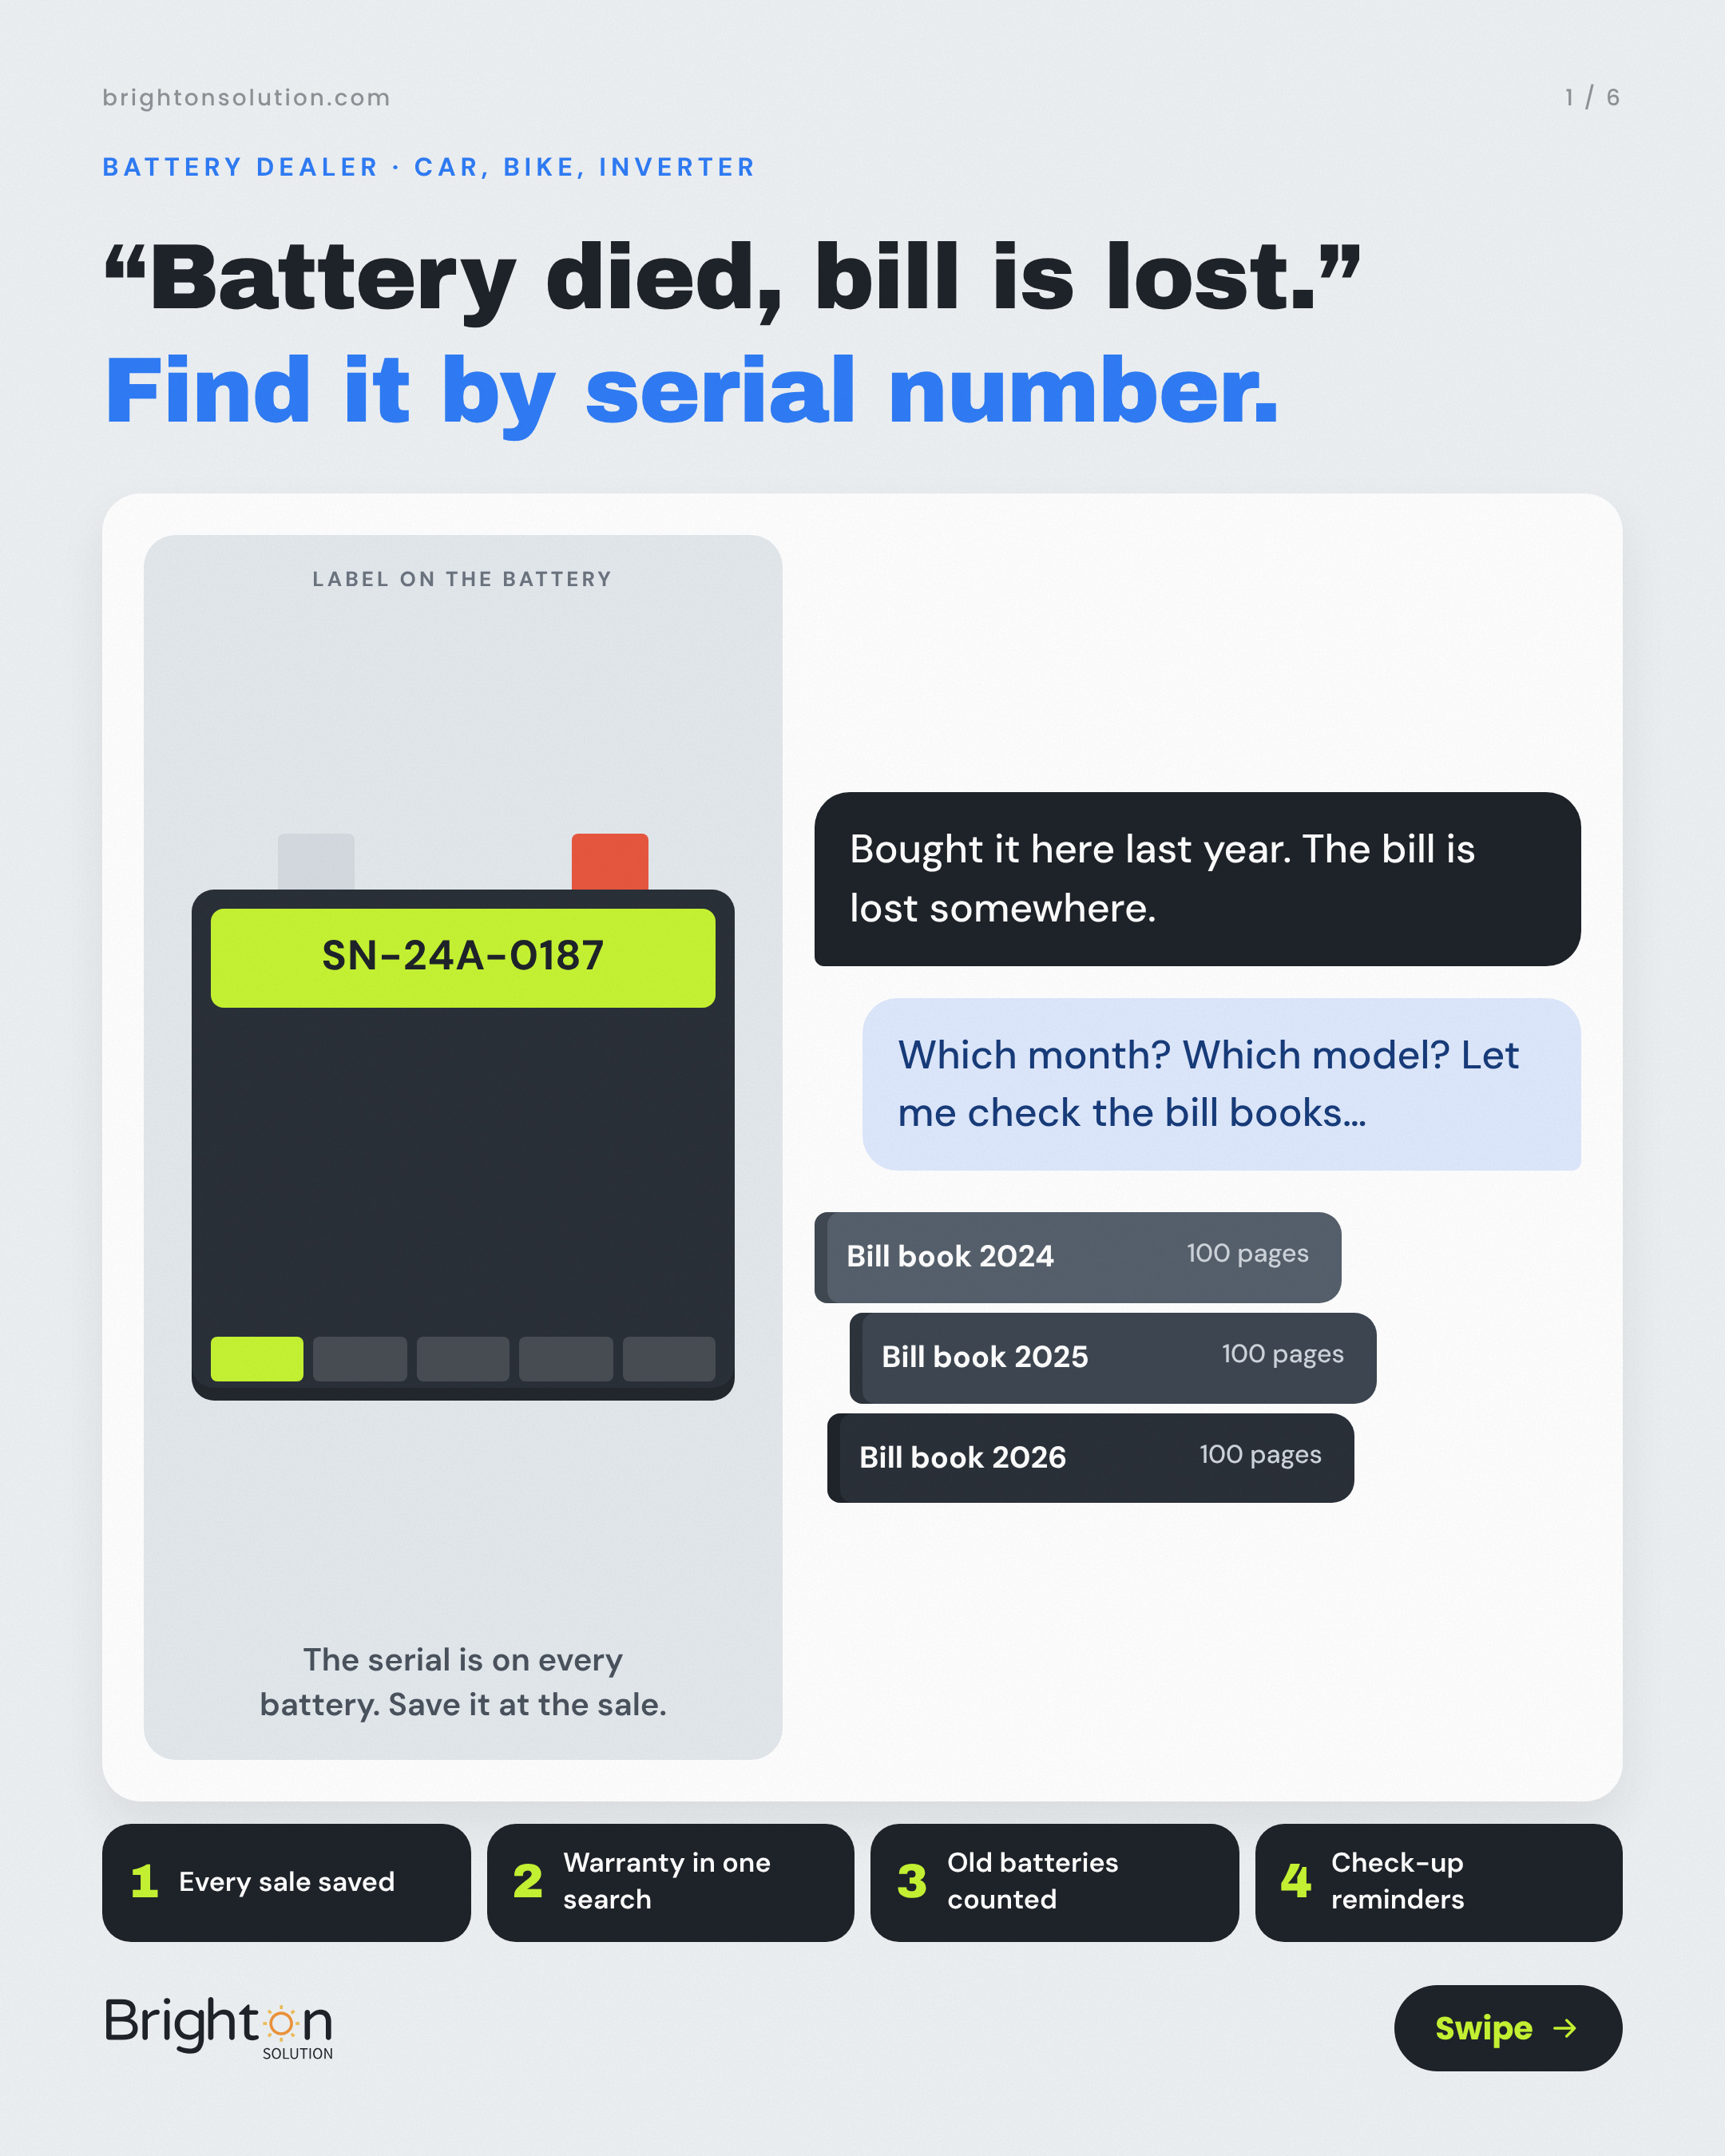 brightonsolution.com
1 / 6
BATTERY DEALER · CAR, BIKE, INVERTER
“Battery died, bill is lost.”
Find it by serial number.
LABEL ON THE BATTERY
SN-24A-0187
The serial is on every
battery. Save it at the sale.
Bought it here last year. The bill is
lost somewhere.
Which month? Which model? Let
me check the bill books...
Bill book 2024 100 pages
Bill book 2025 100 pages
Bill book 2026 100 pages
1 Every sale saved
2 Warranty in one
search
3 Old batteries
counted
4 Check-up
reminders
Brighton
SOLUTION
Swipe →